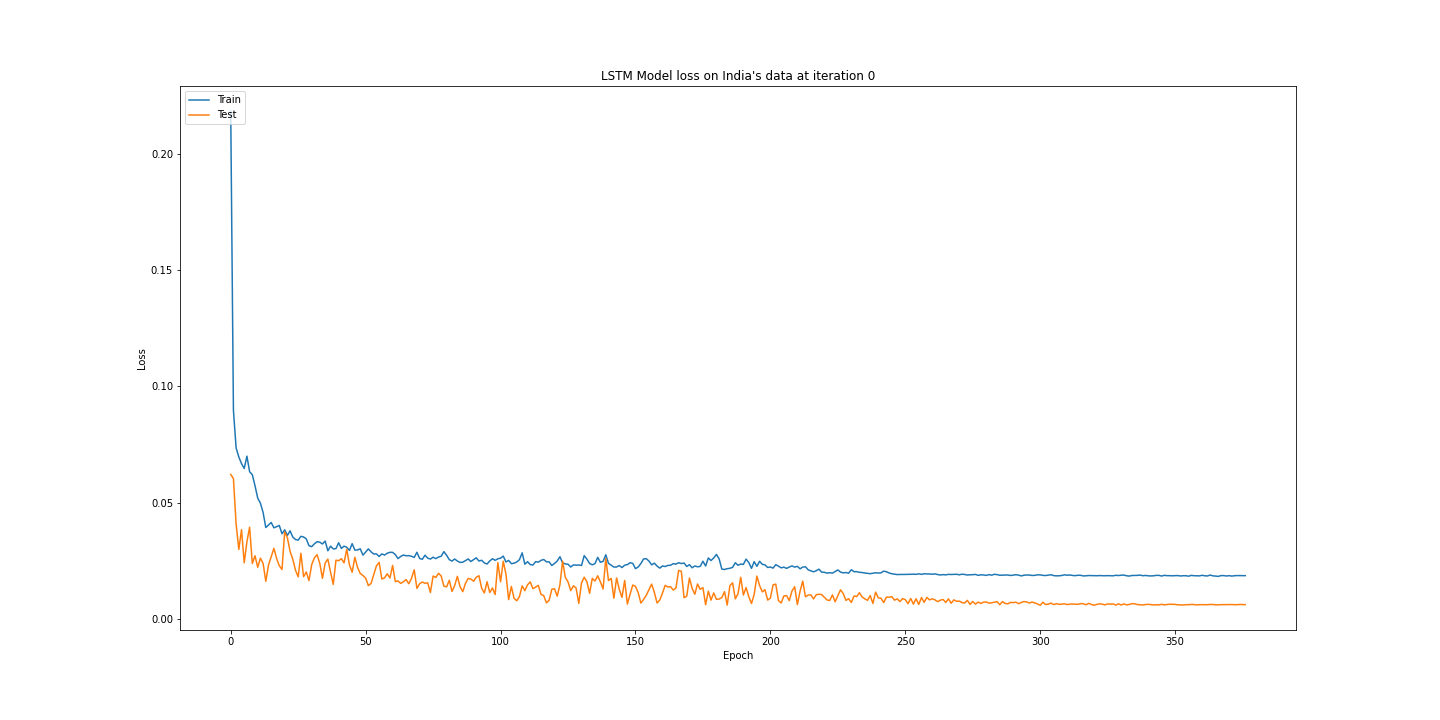 LSTM Model loss on India's data at iteration 0
Train
Test
0.20
0.15
0.10
0.05
0.00
Loss
0 50 100 150 200 250 300 350
Epoch